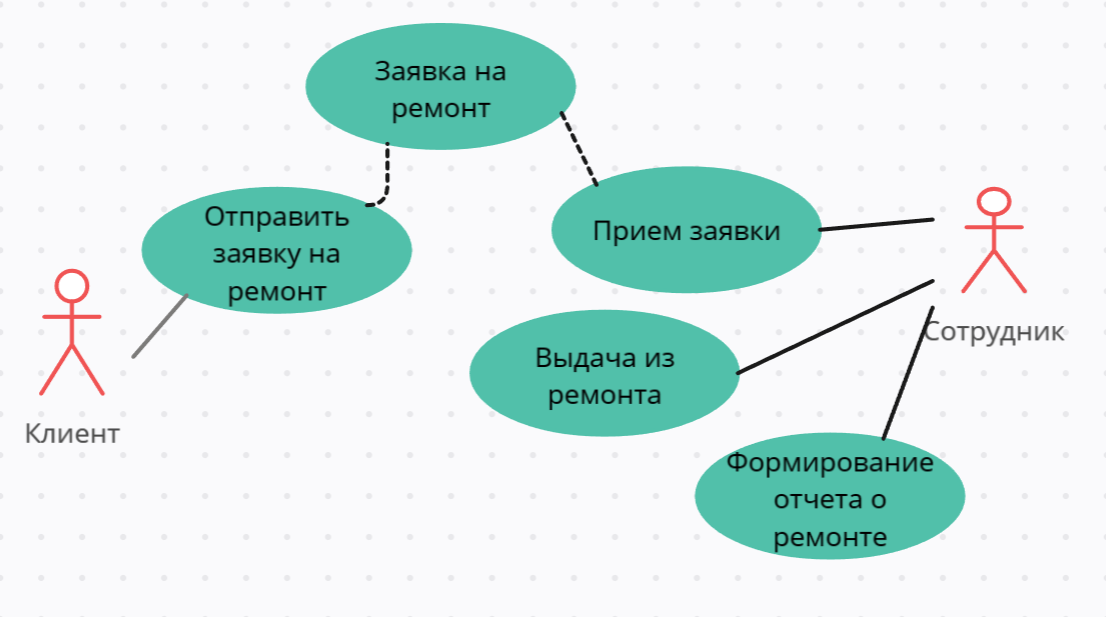 Заявка на
ремонт
Отправить
заявку на
ремонт
Прием заявки
Клиент
Сотрудник
Выдача из
ремонта
Формирование
отчета о
ремонте